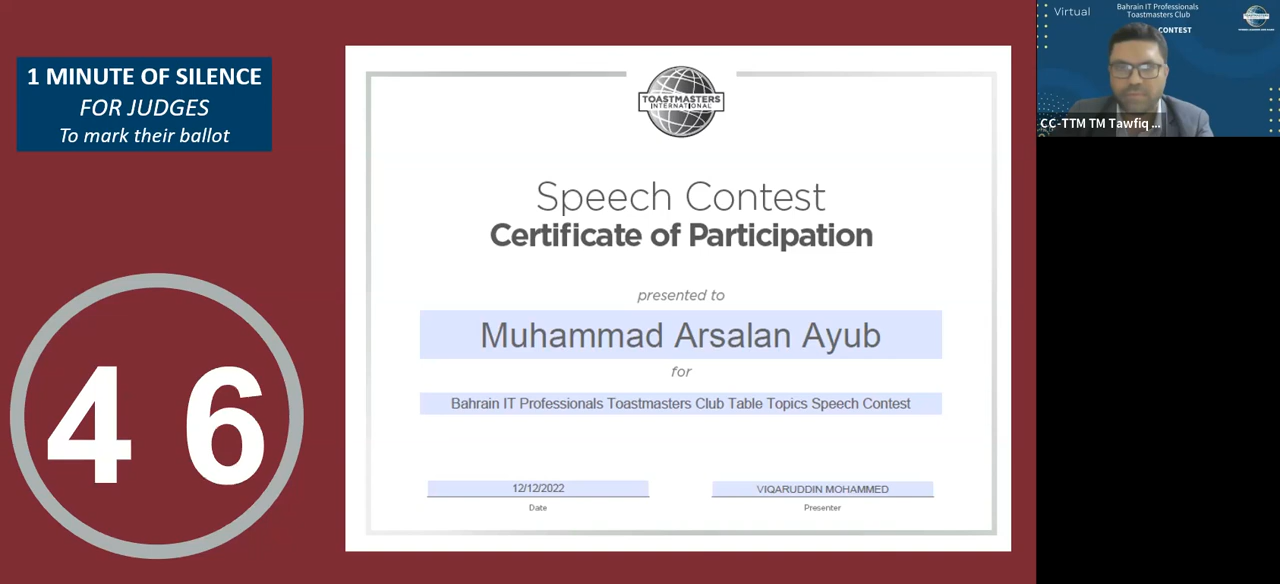 1 MINUTE OF SILENCE
FOR JUDGES
To mark their ballot
4 6
TOASTMASTERS
INTERNATIONAL
Speech Contest
Certificate of Participation
presented to
Muhammad Arsalan Ayub
for
Bahrain IT Professionals Toastmasters Club Table Topics Speech Contest
12/12/2022
Date
VIQARUDDIN MOHAMMED
Presenter
Virtual
Bahrain IT Professionals
Toastmasters Club
CONTEST
TOASTMASTERS
CC-TTM TM Tawfiq ...